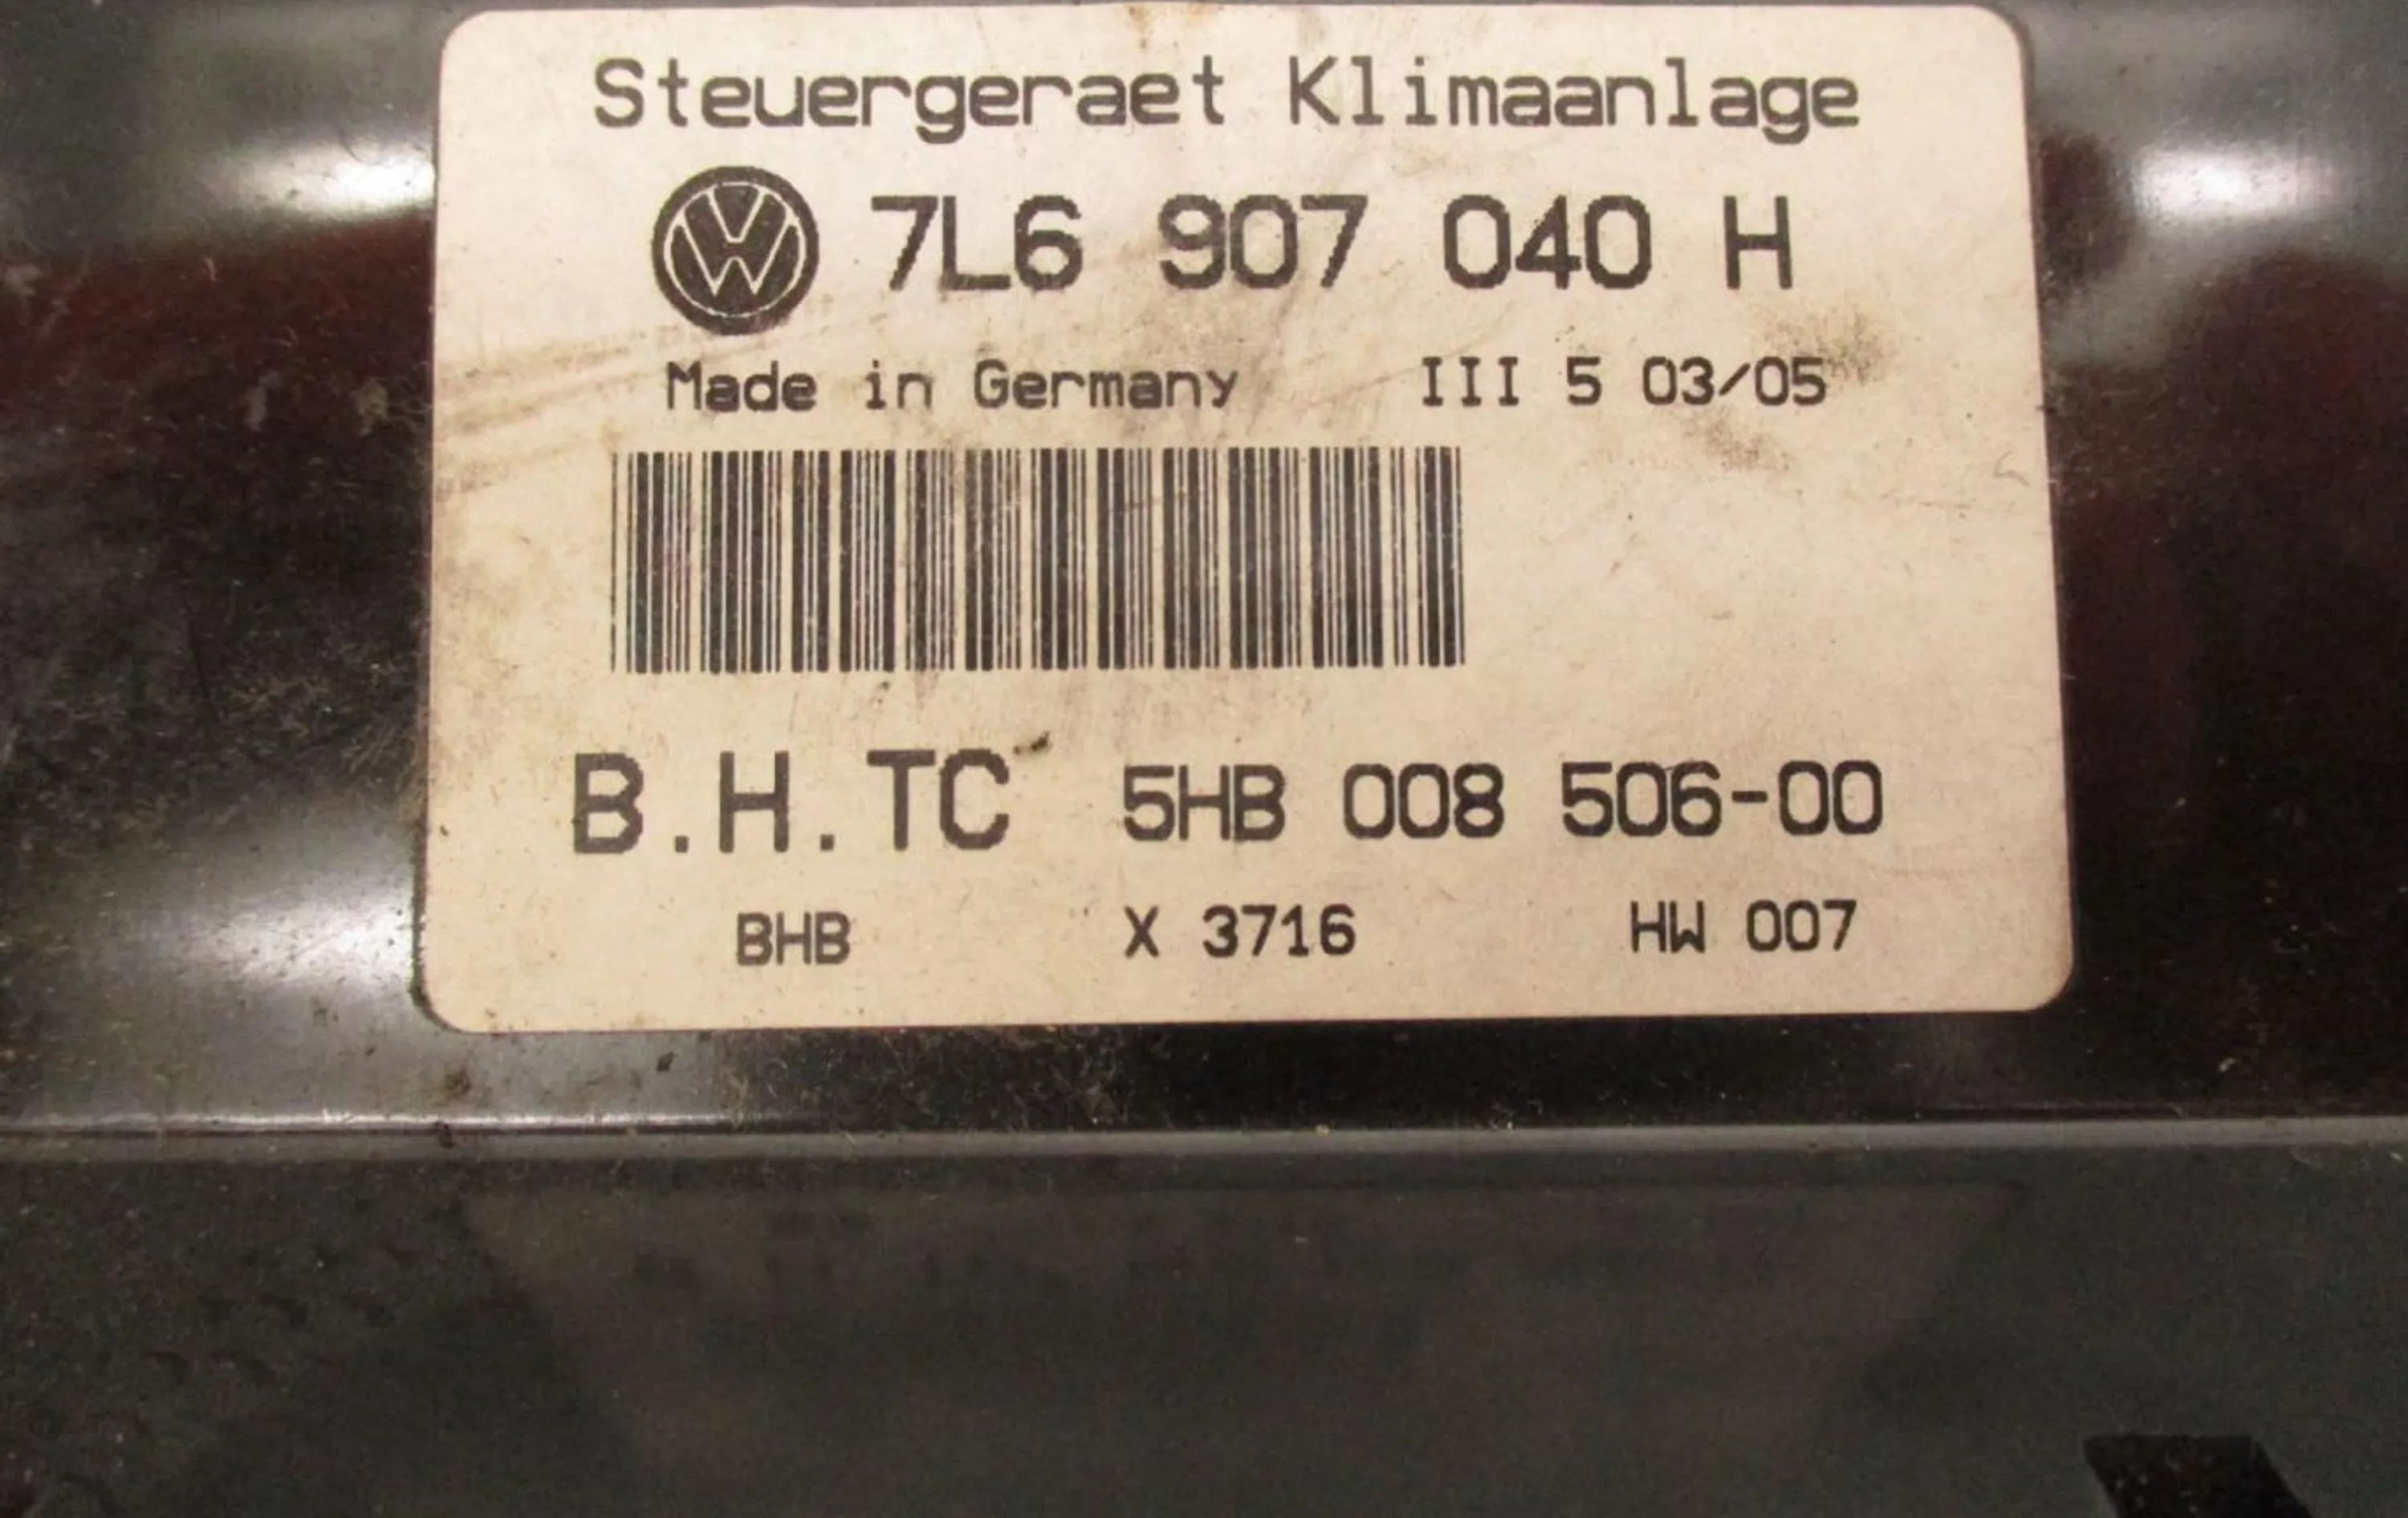 Steuergeraet Klimaanlage
7L6 907 040 H
Made in Germany III 5 03/05
B.H.TC 5HB 008 506-00
BHB X 3716 HW 007